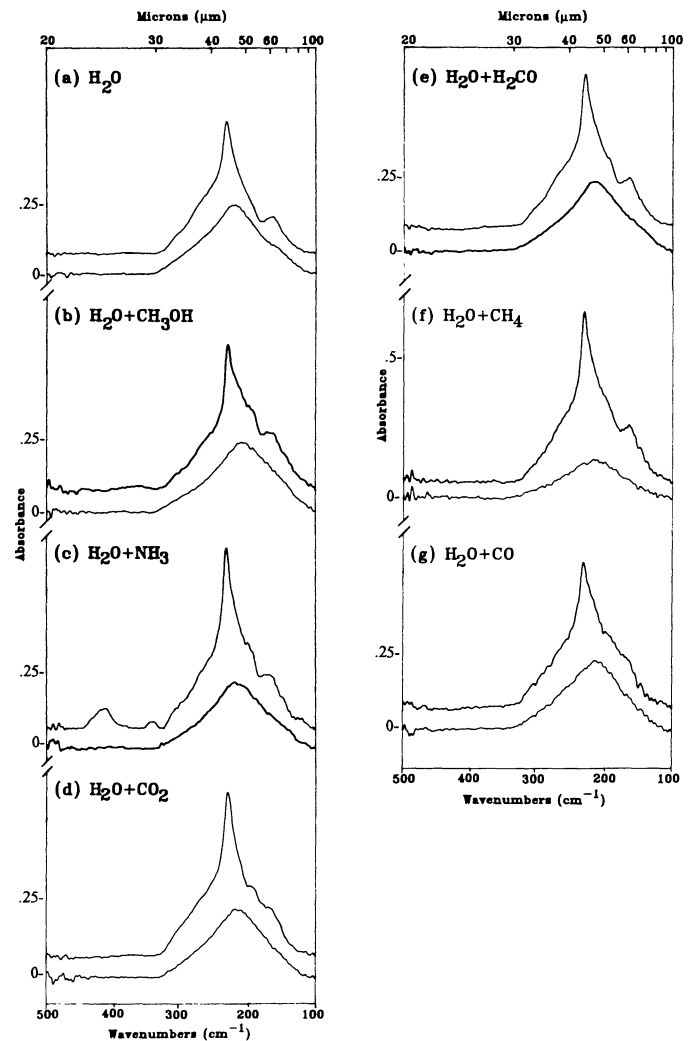 Microns (μm)
20 30 40 50 60 100
(a) H2O
.25-
0-
(b) H2O+CH3OH
.25-
0-
Absorbance
(c) H2O+NH3
.25-
0-
(d) H2O+CO2
.25-
0-
500 400 300 200 100
Wavenumbers (cm⁻¹)
Microns (μm)
20 30 40 50 60 100
(e) H2O+H2CO
.25-
0-
(f) H2O+CH4
.5-
Absorbance
0-
(g) H2O+CO
.25-
0-
500 400 300 200 100
Wavenumbers (cm⁻¹)